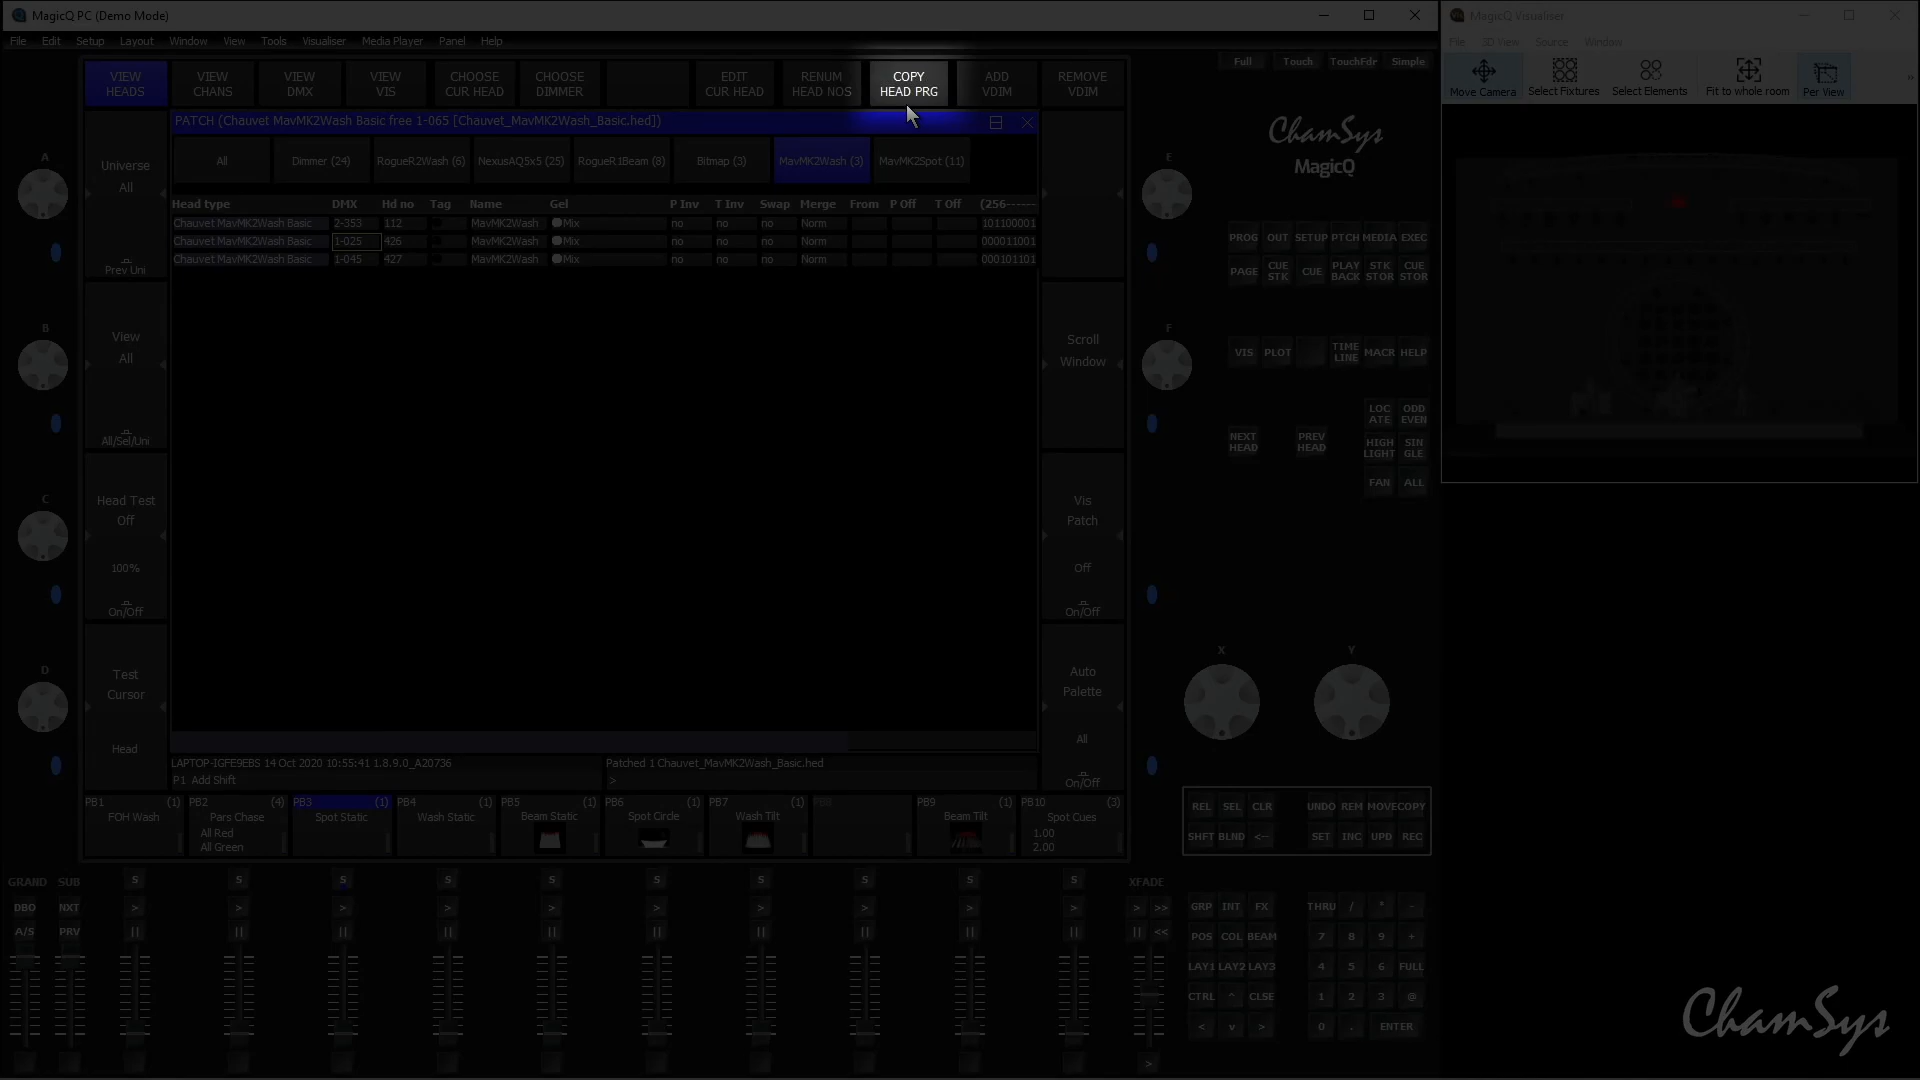 MagicQ PC (Demo Mode)
File Edit Setup Layout Window View Tools Visualiser Media Player Panel Help
VIEW HEADS
VIEW CHANS
VIEW DMX
VIEW VIS
CHOOSE CUR HEAD
CHOOSE DIMMER
EDIT CUR HEAD
RENUM HEAD NOS
COPY HEAD PRG
ADD VDIM
REMOVE VDIM
PATCH (Chauvet MavMK2Wash Basic free 1-065 [Chauvet_MavMK2Wash_Basic.hed])
All Dimmer (24) RogueR2Wash (6) NexusAQ5x5 (25) RogueR1Beam (8) Bitmap (3) MavMK2Wash (3) MavMK2Spot (11)
Head type DMX Hd no Tag Name Gel P Inv T Inv Swap Merge From P Off T Off (256------
Chauvet MavMK2Wash Basic 2-353 112 MavMK2Wash Mix no no no Norm 101100001
Chauvet MavMK2Wash Basic 1-025 426 MavMK2Wash Mix no no no Norm 000011001
Chauvet MavMK2Wash Basic 1-045 427 MavMK2Wash Mix no no no Norm 000101101
A
Universe
All
Prev Uni
B
View
All
All/Sel/Uni
C
Head Test
Off
100%
On/Off
D
Test
Cursor
Head
Scroll
Window
Vis
Patch
Off
On/Off
Auto
Palette
All
On/Off
LAPTOP-IGFE9EBS 14 Oct 2020 10:55:41 1.8.9.0_A20736
Patched 1 Chauvet_MavMK2Wash_Basic.hed
P1 Add Shift
>
PB1 (1) PB2 (4) PB3 (1) PB4 (1) PB5 (1) PB6 (1) PB7 (1) PB8 PB9 (1) PB10 (3)
FOH Wash Pars Chase Spot Static Wash Static Beam Static Spot Circle Wash Tilt Beam Tilt Spot Cues
All Red 1.00
All Green 2.00
GRAND SUB S S S S S S S S S S XFADE
DBO NXT > > > > > > > > > > > >>
A/S PRV || || || || || || || || || || || <<
>
Full Touch TouchFdr Simple
ChamSys
MagicQ
E
F
PROG OUT SETUP PTCH MEDIA EXEC
PAGE CUE STK CUE PLAY BACK STK STOR CUE STOR
VIS PLOT TIME LINE MACR HELP
LOC ATE ODD EVEN
NEXT HEAD PREV HEAD HIGH LIGHT SIN GLE
FAN ALL
X Y
REL SEL CLR UNDO REM MOVE COPY
SHFT BLND <-- SET INC UPD REC
GRP INT FX THRU / * -
POS COL BEAM 7 8 9 +
LAY1 LAY2 LAY3 4 5 6 FULL
CTRL ^ CLSE 1 2 3 @
< v > 0 . ENTER
MagicQ Visualiser
File 3D View Source Window
Move Camera Select Fixtures Select Elements Fit to whole room Per View »
ChamSys